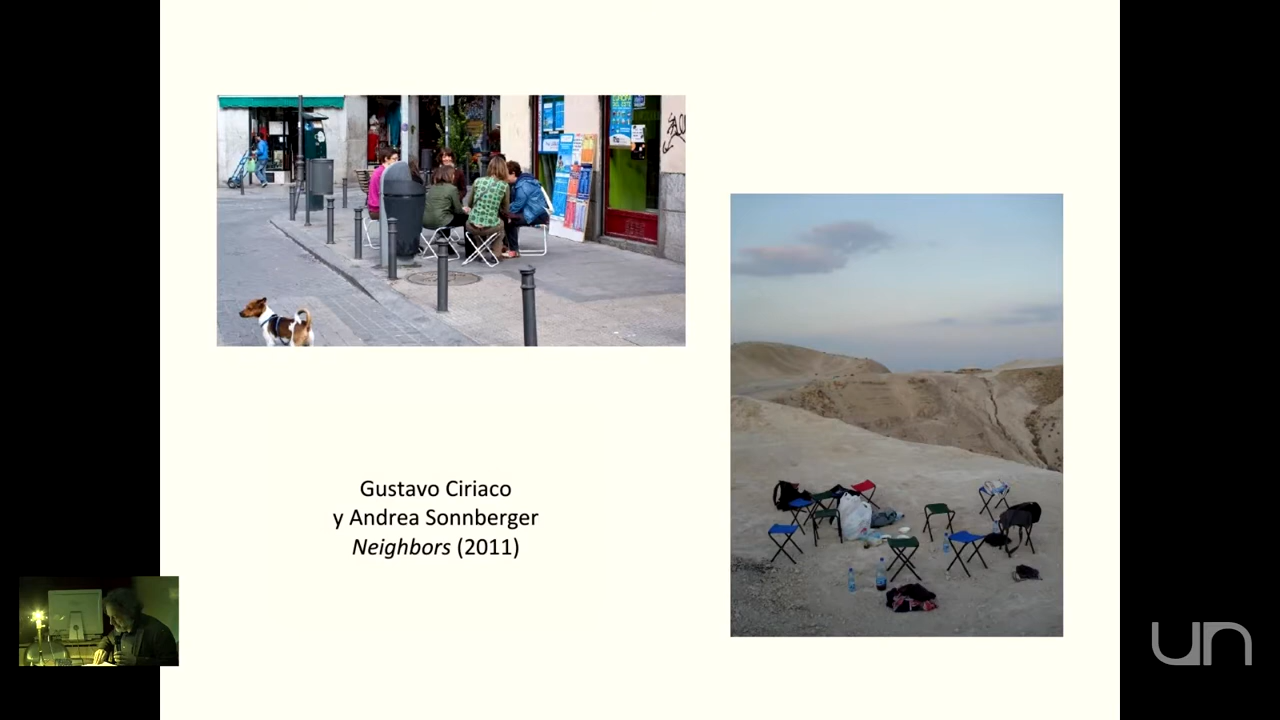 Gustavo Ciriaco
y Andrea Sonnberger
Neighbors (2011)
un